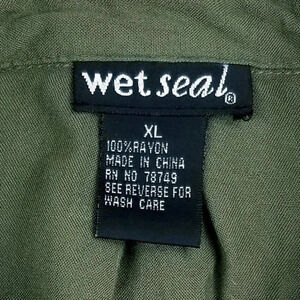 wet seal®
XL
100%RAYON
MADE IN CHINA
RN NO 78749
SEE REVERSE FOR
WASH CARE